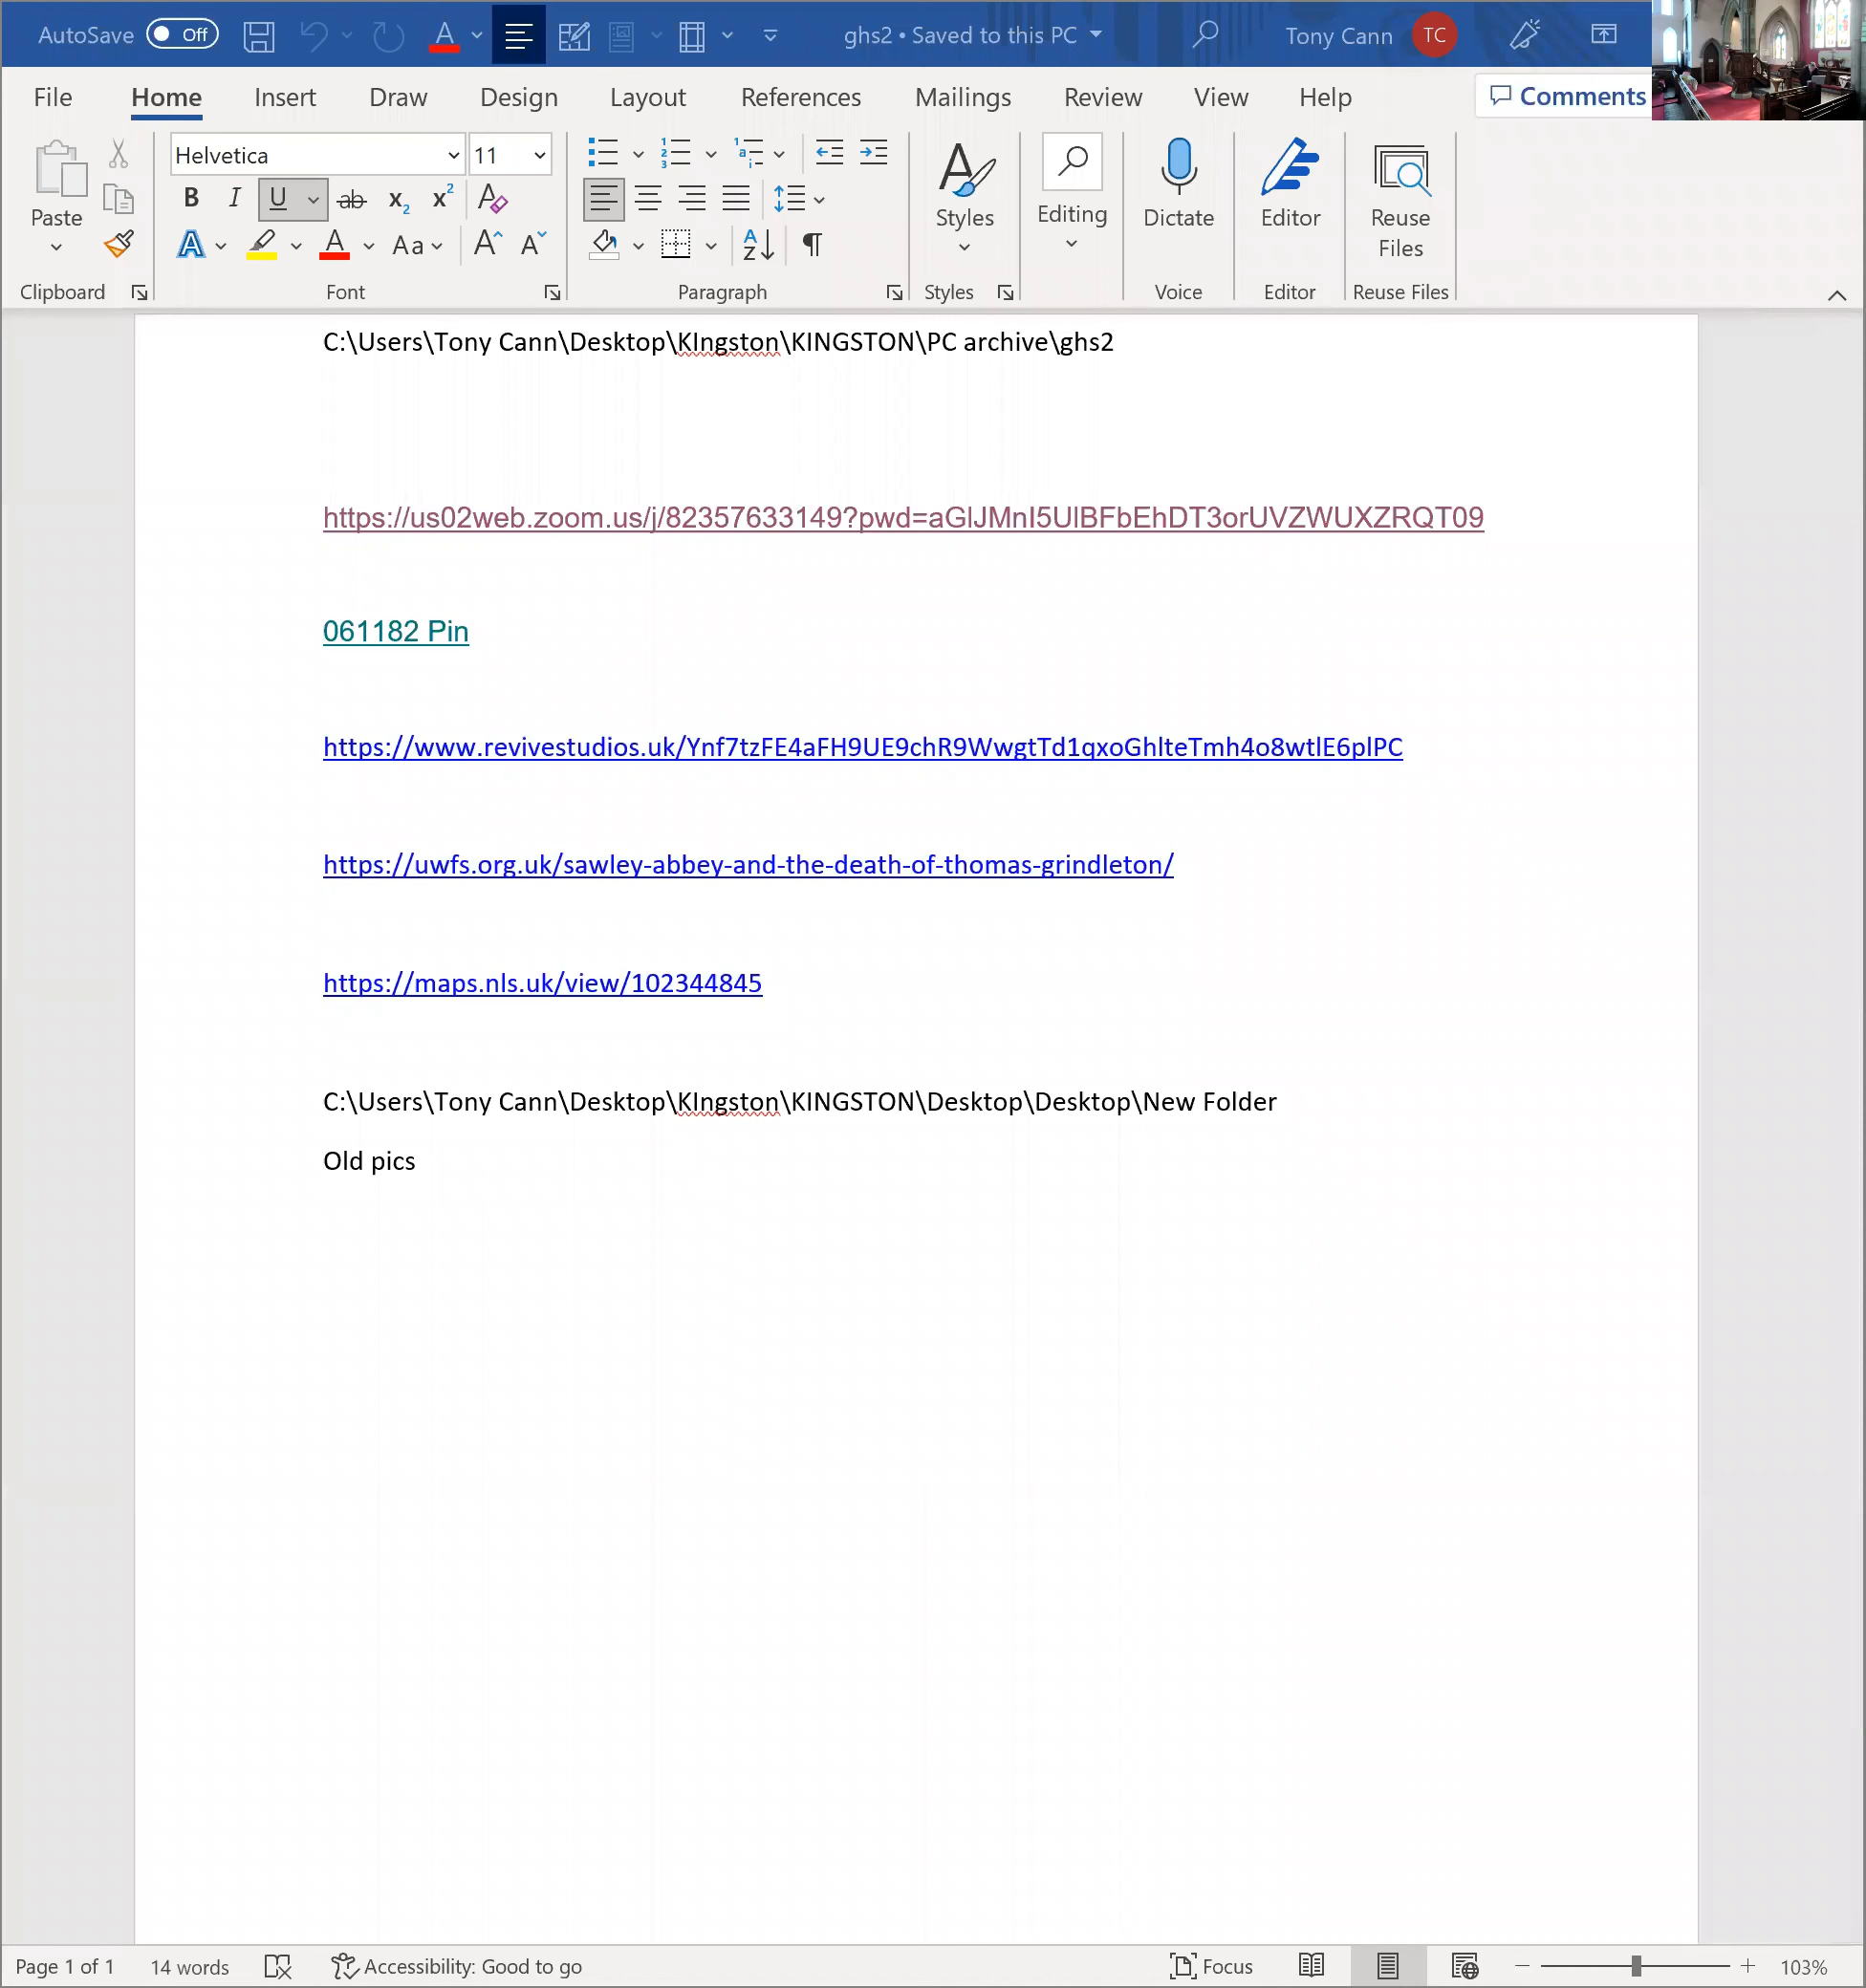 AutoSave Off A ghs2 • Saved to this PC Tony Cann TC
File Home Insert Draw Design Layout References Mailings Review View Help Comments
Helvetica 11
B I U ab x2 x2 A
A A Aa A A
Paste Styles Editing Dictate Editor Reuse Files
Clipboard Font Paragraph Styles Voice Editor Reuse Files
C:\Users\Tony Cann\Desktop\KIngston\KINGSTON\PC archive\ghs2
https://us02web.zoom.us/j/82357633149?pwd=aGlJMnI5UlBFbEhDT3orUVZWUXZRQT09
061182 Pin
https://www.revivestudios.uk/Ynf7tzFE4aFH9UE9chR9WwgtTd1qxoGhlteTmh4o8wtlE6plPC
https://uwfs.org.uk/sawley-abbey-and-the-death-of-thomas-grindleton/
https://maps.nls.uk/view/102344845
C:\Users\Tony Cann\Desktop\KIngston\KINGSTON\Desktop\Desktop\New Folder
Old pics
Page 1 of 1 14 words Accessibility: Good to go Focus 103%